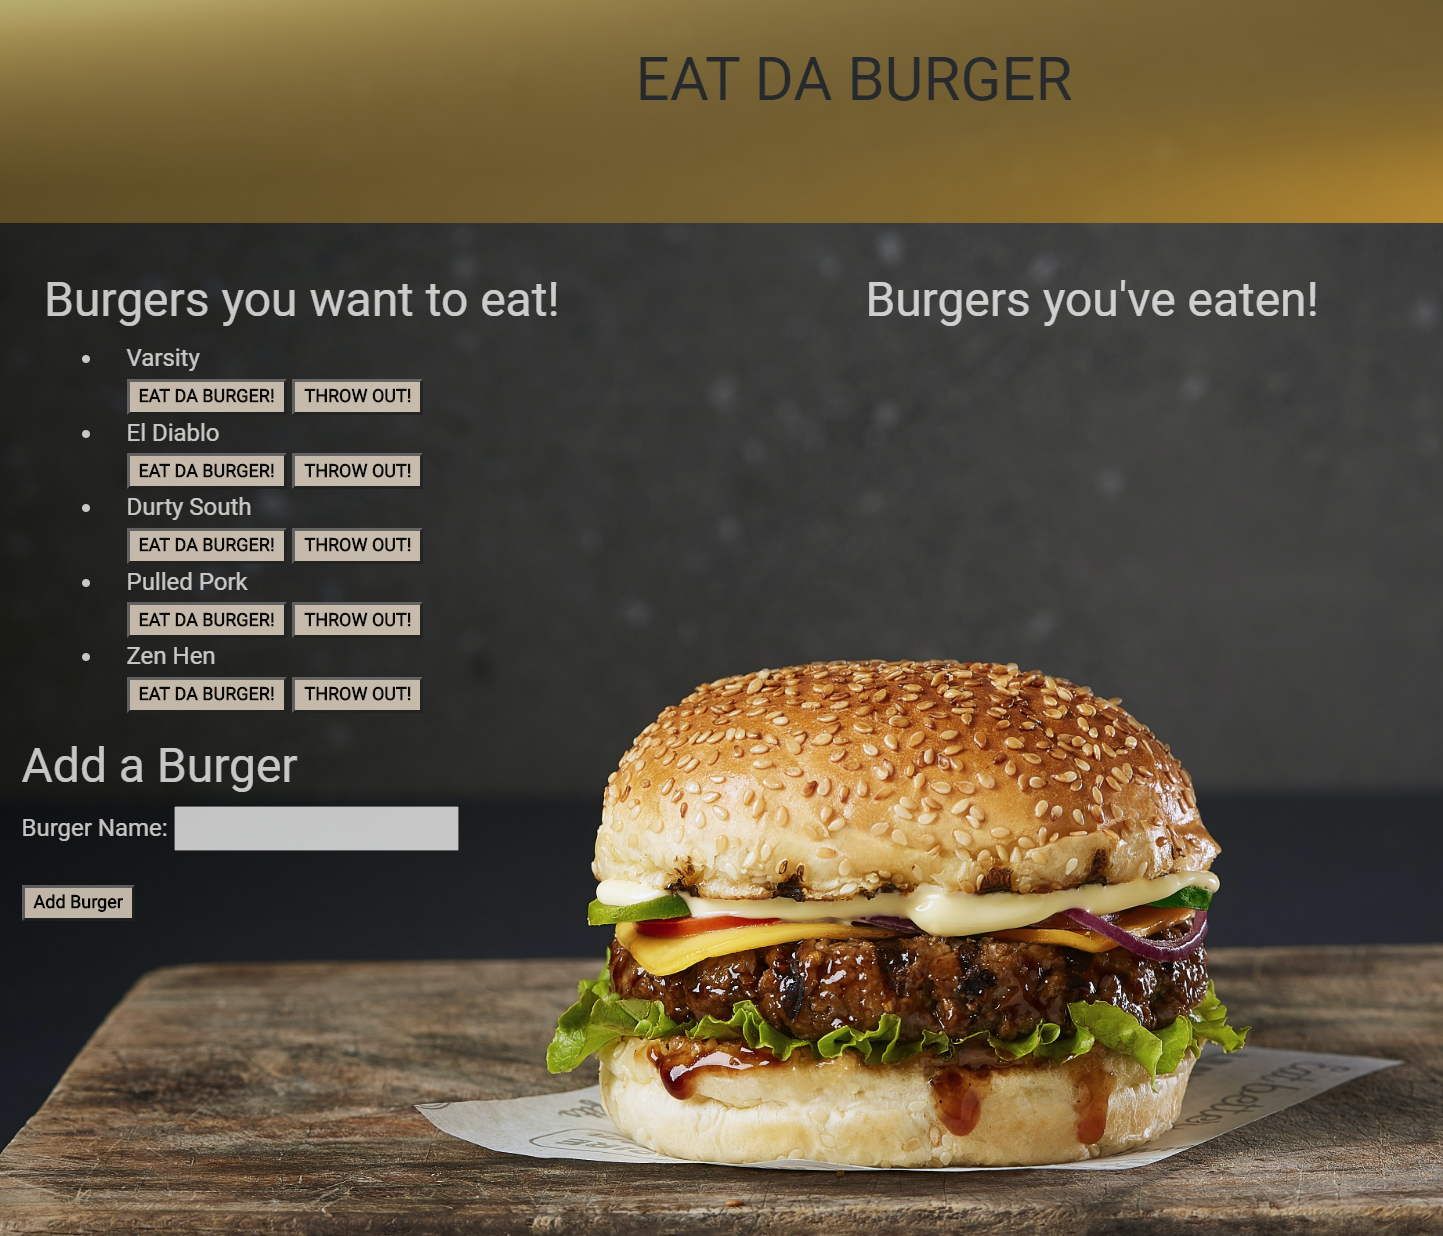 EAT DA BURGER
Burgers you want to eat!
Burgers you've eaten!
Varsity
EAT DA BURGER! THROW OUT!
El Diablo
EAT DA BURGER! THROW OUT!
Durty South
EAT DA BURGER! THROW OUT!
Pulled Pork
EAT DA BURGER! THROW OUT!
Zen Hen
EAT DA BURGER! THROW OUT!
Add a Burger
Burger Name:
Add Burger